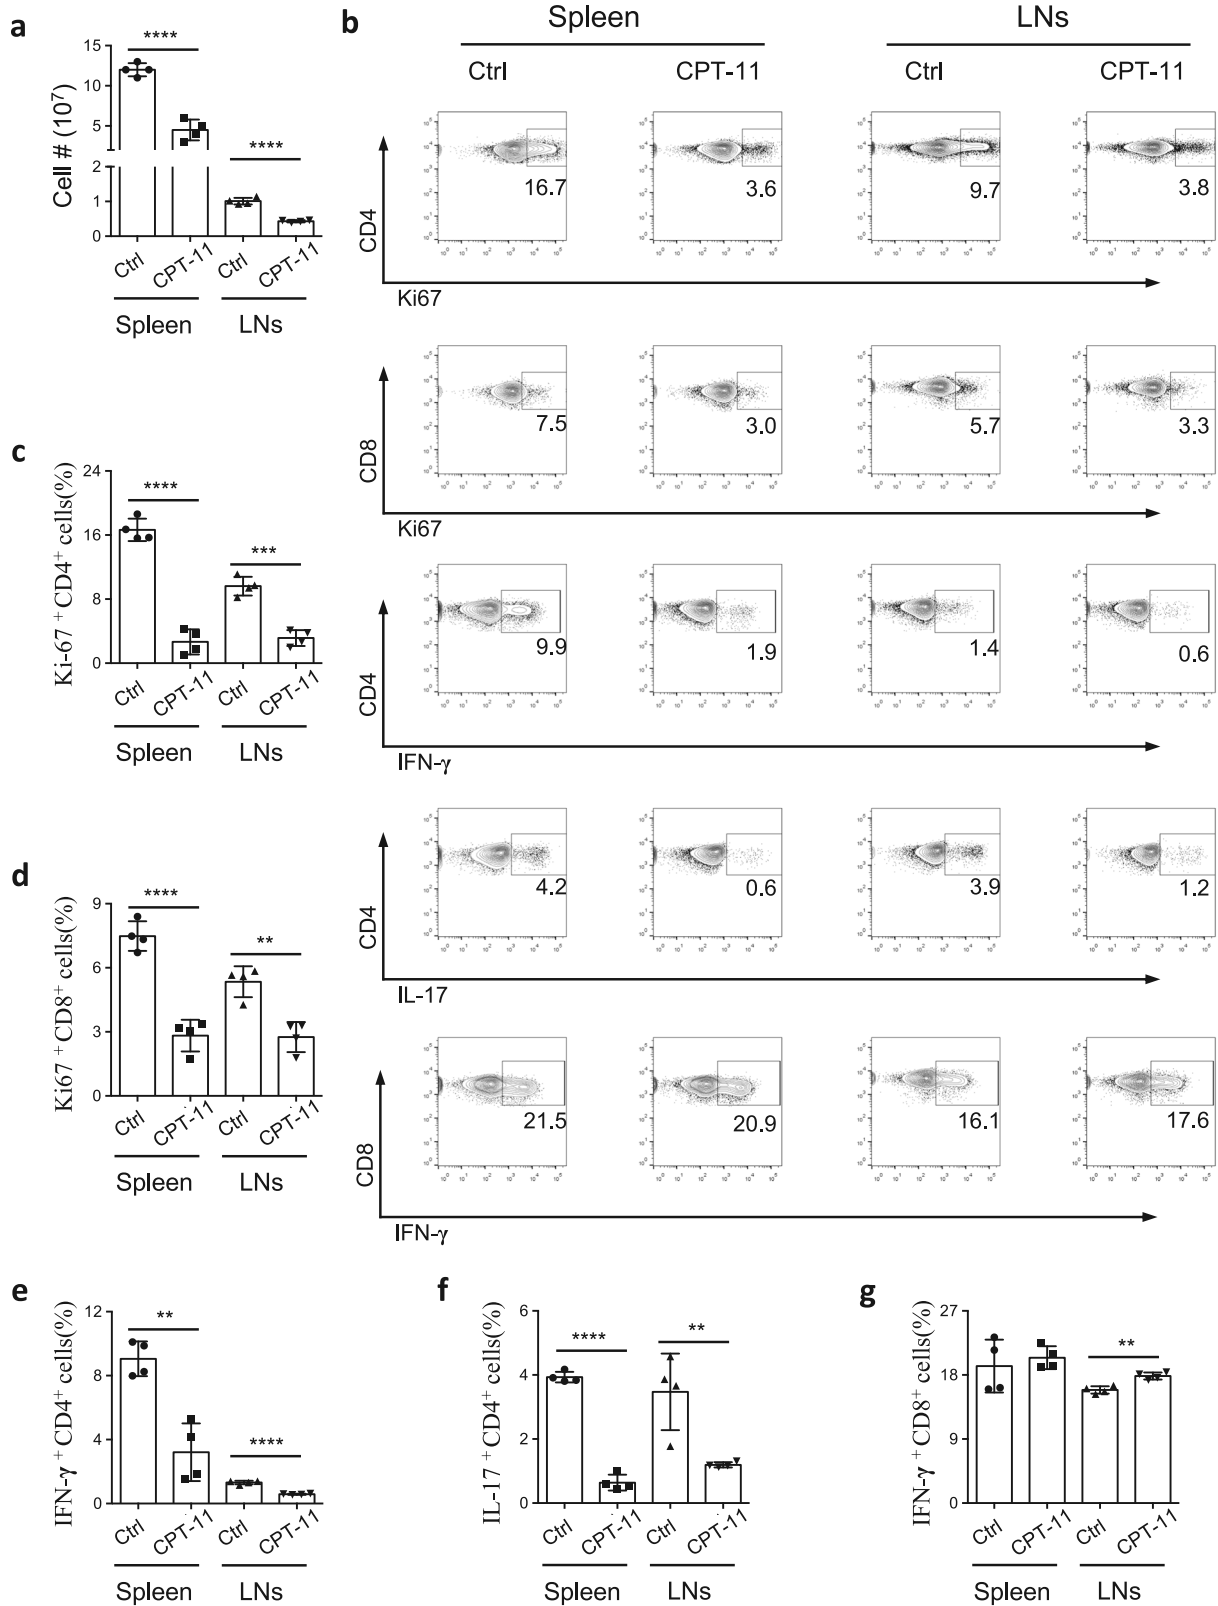 a
****
15
10
5
2
1
0
Cell # (10⁷)
****
Ctrl
CPT-11
Ctrl
CPT-11
Spleen
LNs
b
Spleen
LNs
Ctrl
CPT-11
Ctrl
CPT-11
16.7
3.6
9.7
3.8
CD4
Ki67
7.5
3.0
5.7
3.3
CD8
Ki67
9.9
1.9
1.4
0.6
CD4
IFN-γ
4.2
0.6
3.9
1.2
CD4
IL-17
21.5
20.9
16.1
17.6
CD8
IFN-γ
c
Ki-67⁺CD4⁺ cells(%)
24
16
8
0
****
***
Ctrl
CPT-11
Ctrl
CPT-11
Spleen
LNs
d
Ki67⁺CD8⁺ cells(%)
9
6
3
0
****
**
Ctrl
CPT-11
Ctrl
CPT-11
Spleen
LNs
e
IFN-γ⁺CD4⁺ cells(%)
12
8
4
0
**
****
Ctrl
CPT-11
Ctrl
CPT-11
Spleen
LNs
f
IL-17⁺CD4⁺ cells(%)
6
4
2
0
****
**
Ctrl
CPT-11
Ctrl
CPT-11
Spleen
LNs
g
IFN-γ⁺CD8⁺ cells(%)
27
18
9
0
**
Ctrl
CPT-11
Ctrl
CPT-11
Spleen
LNs